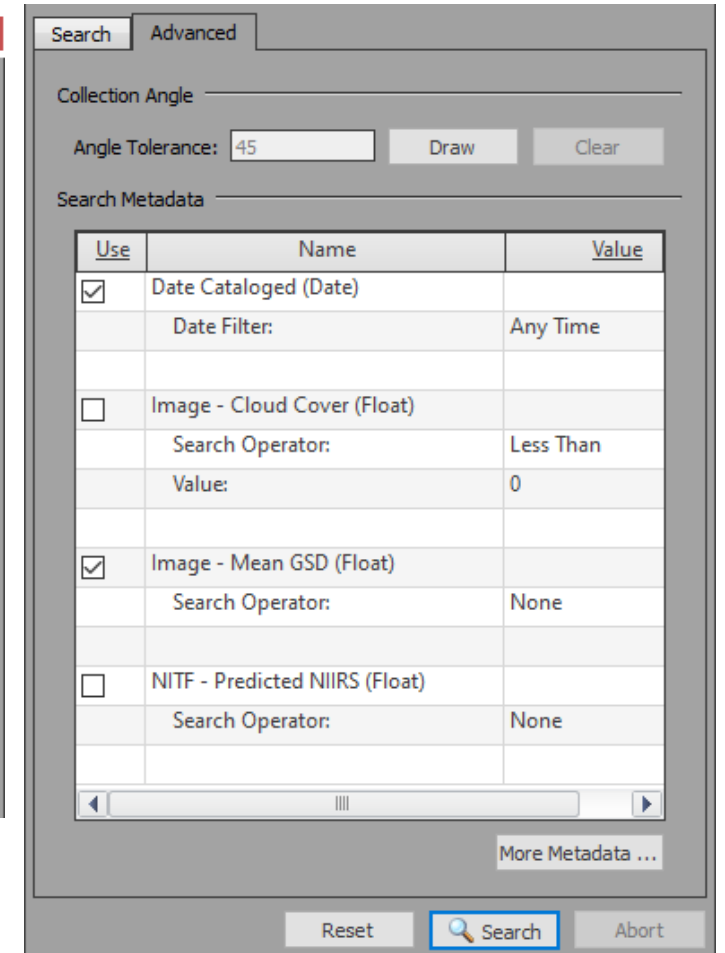 Search Advanced
Collection Angle
Angle Tolerance: 45 Draw Clear
Search Metadata
Use Name Value
Date Cataloged (Date)
Date Filter: Any Time
Image - Cloud Cover (Float)
Search Operator: Less Than
Value: 0
Image - Mean GSD (Float)
Search Operator: None
NITF - Predicted NIIRS (Float)
Search Operator: None
More Metadata ...
Reset Search Abort